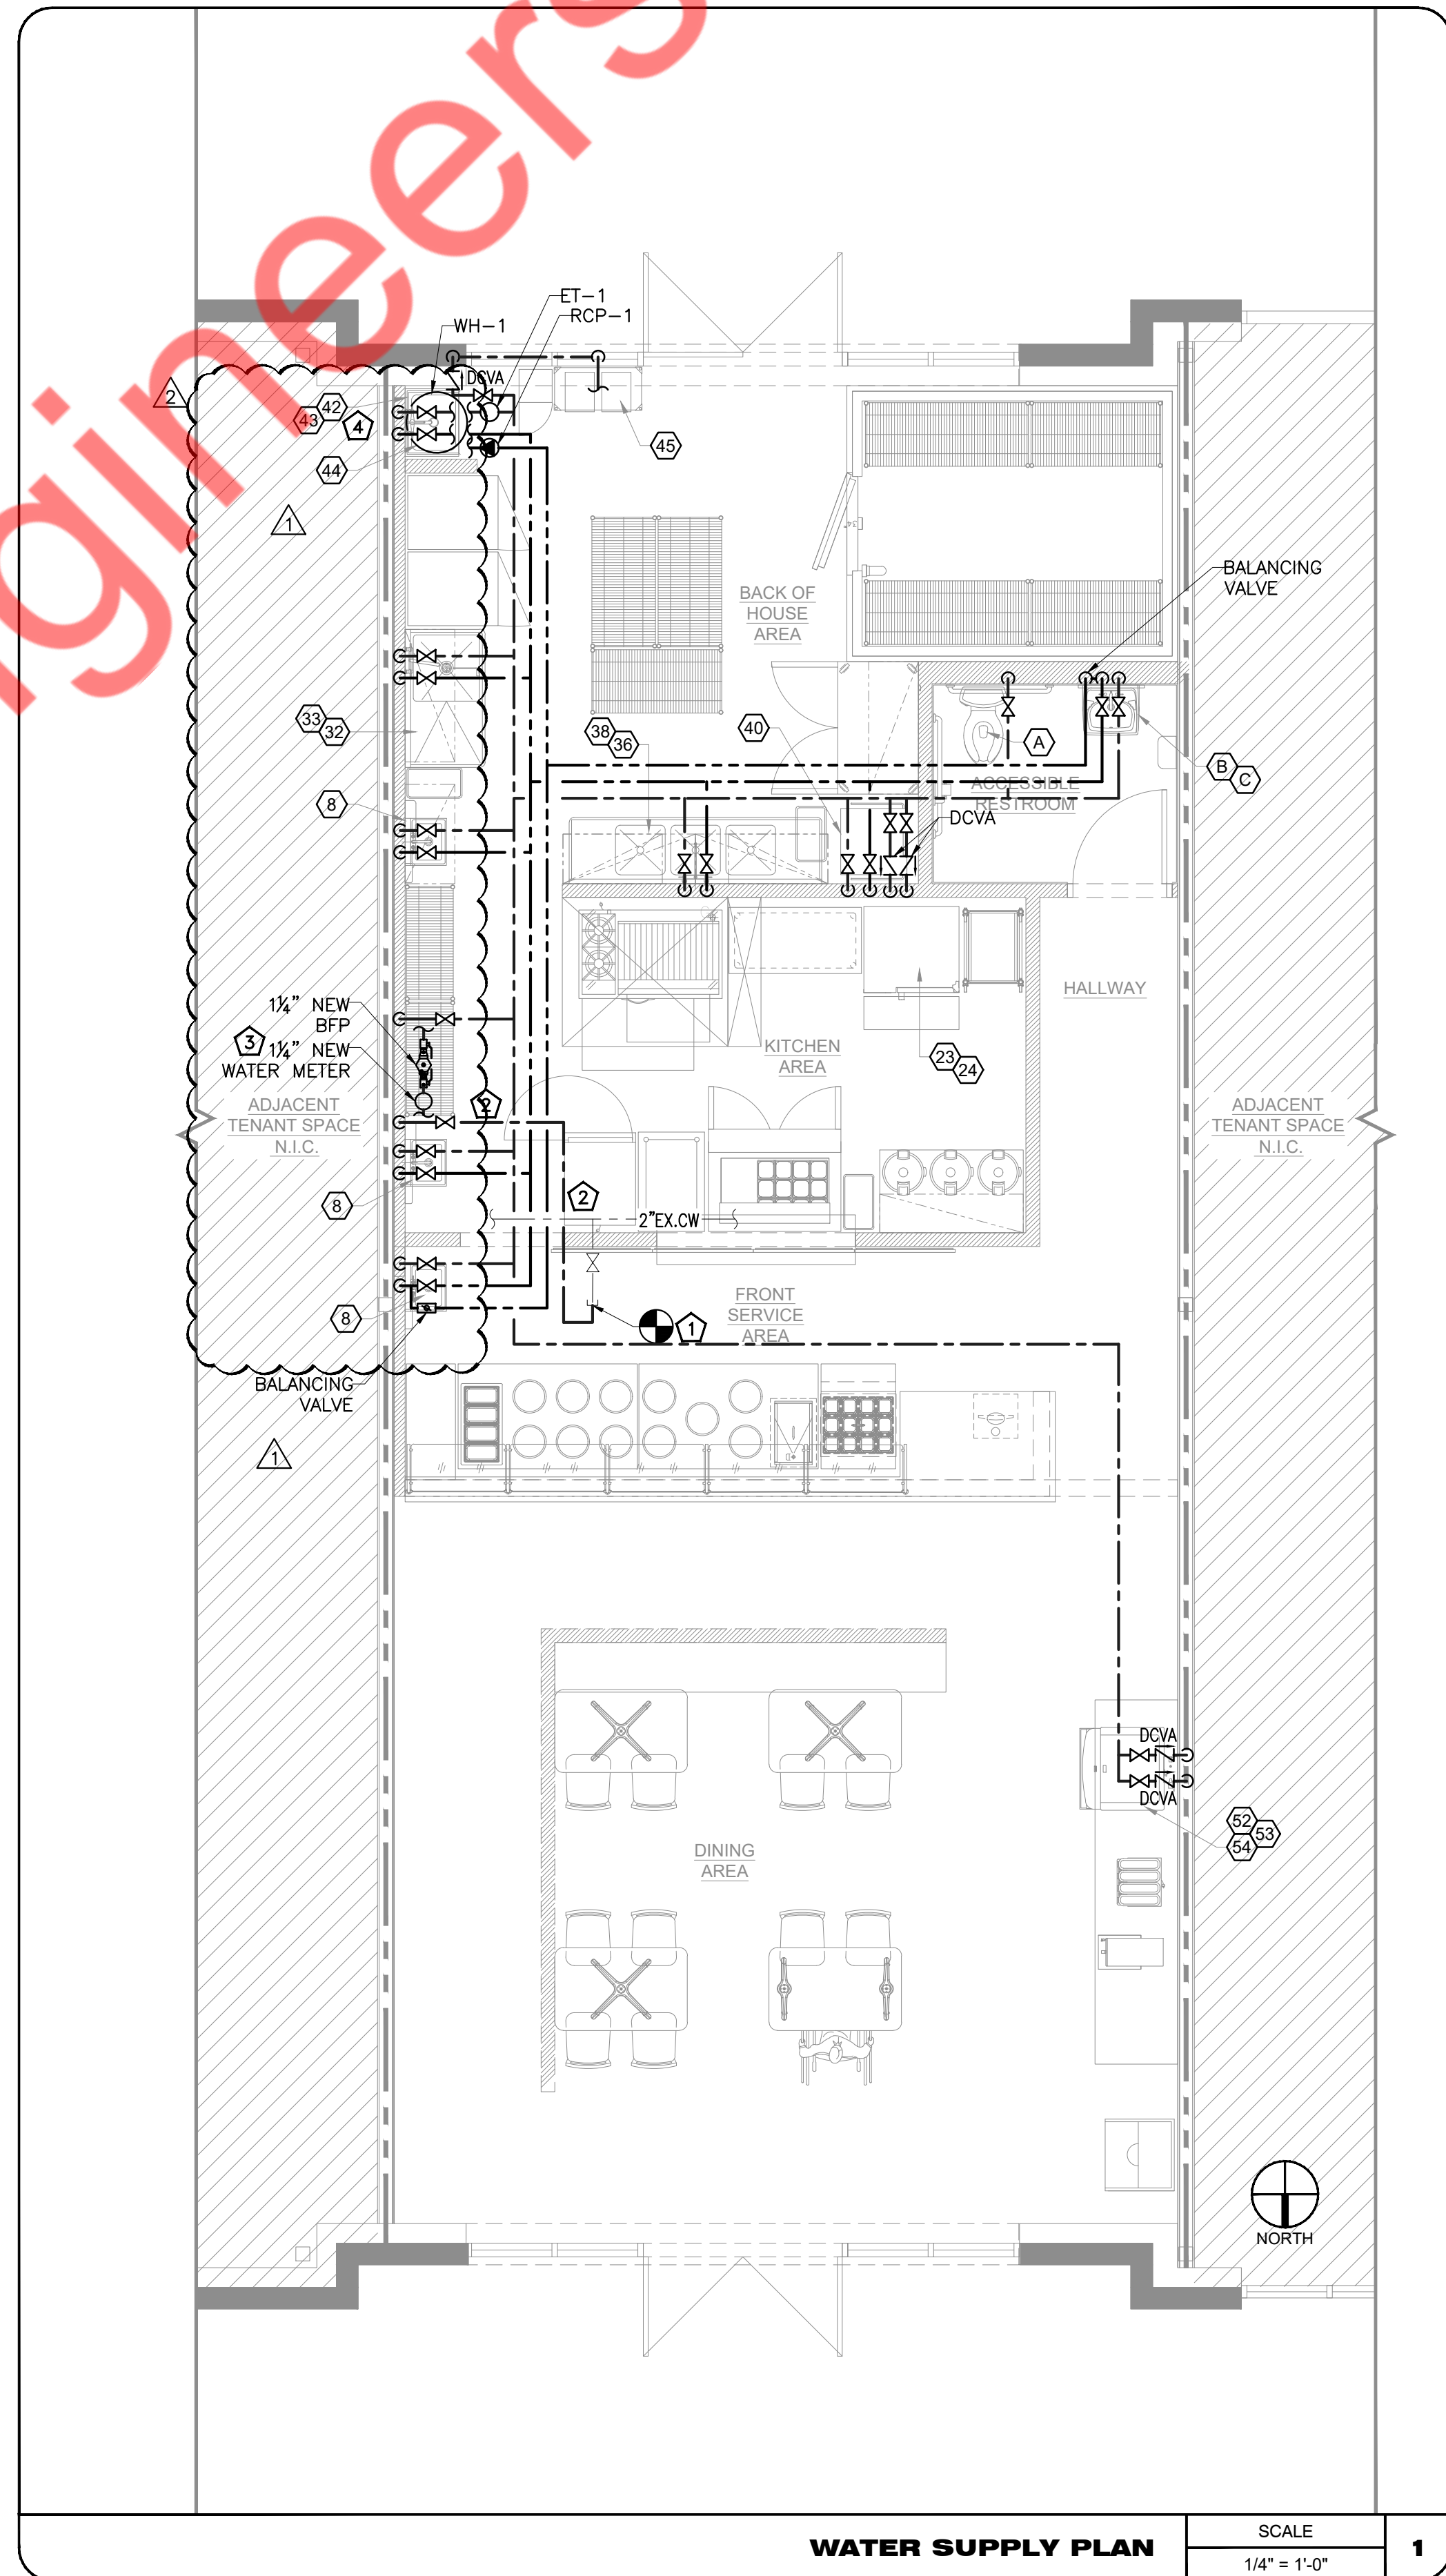 gineers
ET-1
RCP-1
WH-1
DCVA
2
42
43
4
44
45
1
BACK OF
HOUSE
AREA
BALANCING
VALVE
33
32
38
36
40
A
B
C
ACCESSIBLE
RESTROOM
8
DCVA
HALLWAY
1¼" NEW
BFP
3
1¼" NEW
WATER METER
KITCHEN
AREA
23
24
ADJACENT
TENANT SPACE
N.I.C.
2
ADJACENT
TENANT SPACE
N.I.C.
8
2
2"EX.CW
FRONT
SERVICE
AREA
8
1
BALANCING
VALVE
1
DCVA
DCVA
52
53
54
DINING
AREA
NORTH
WATER SUPPLY PLAN
SCALE
1/4" = 1'-0"
1